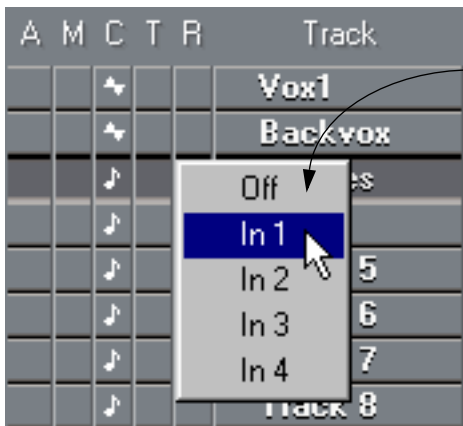 A M C T R Track
Vox1
Backvox
Off
In 1
In 2 5
In 3 6
In 4 7
Track 8